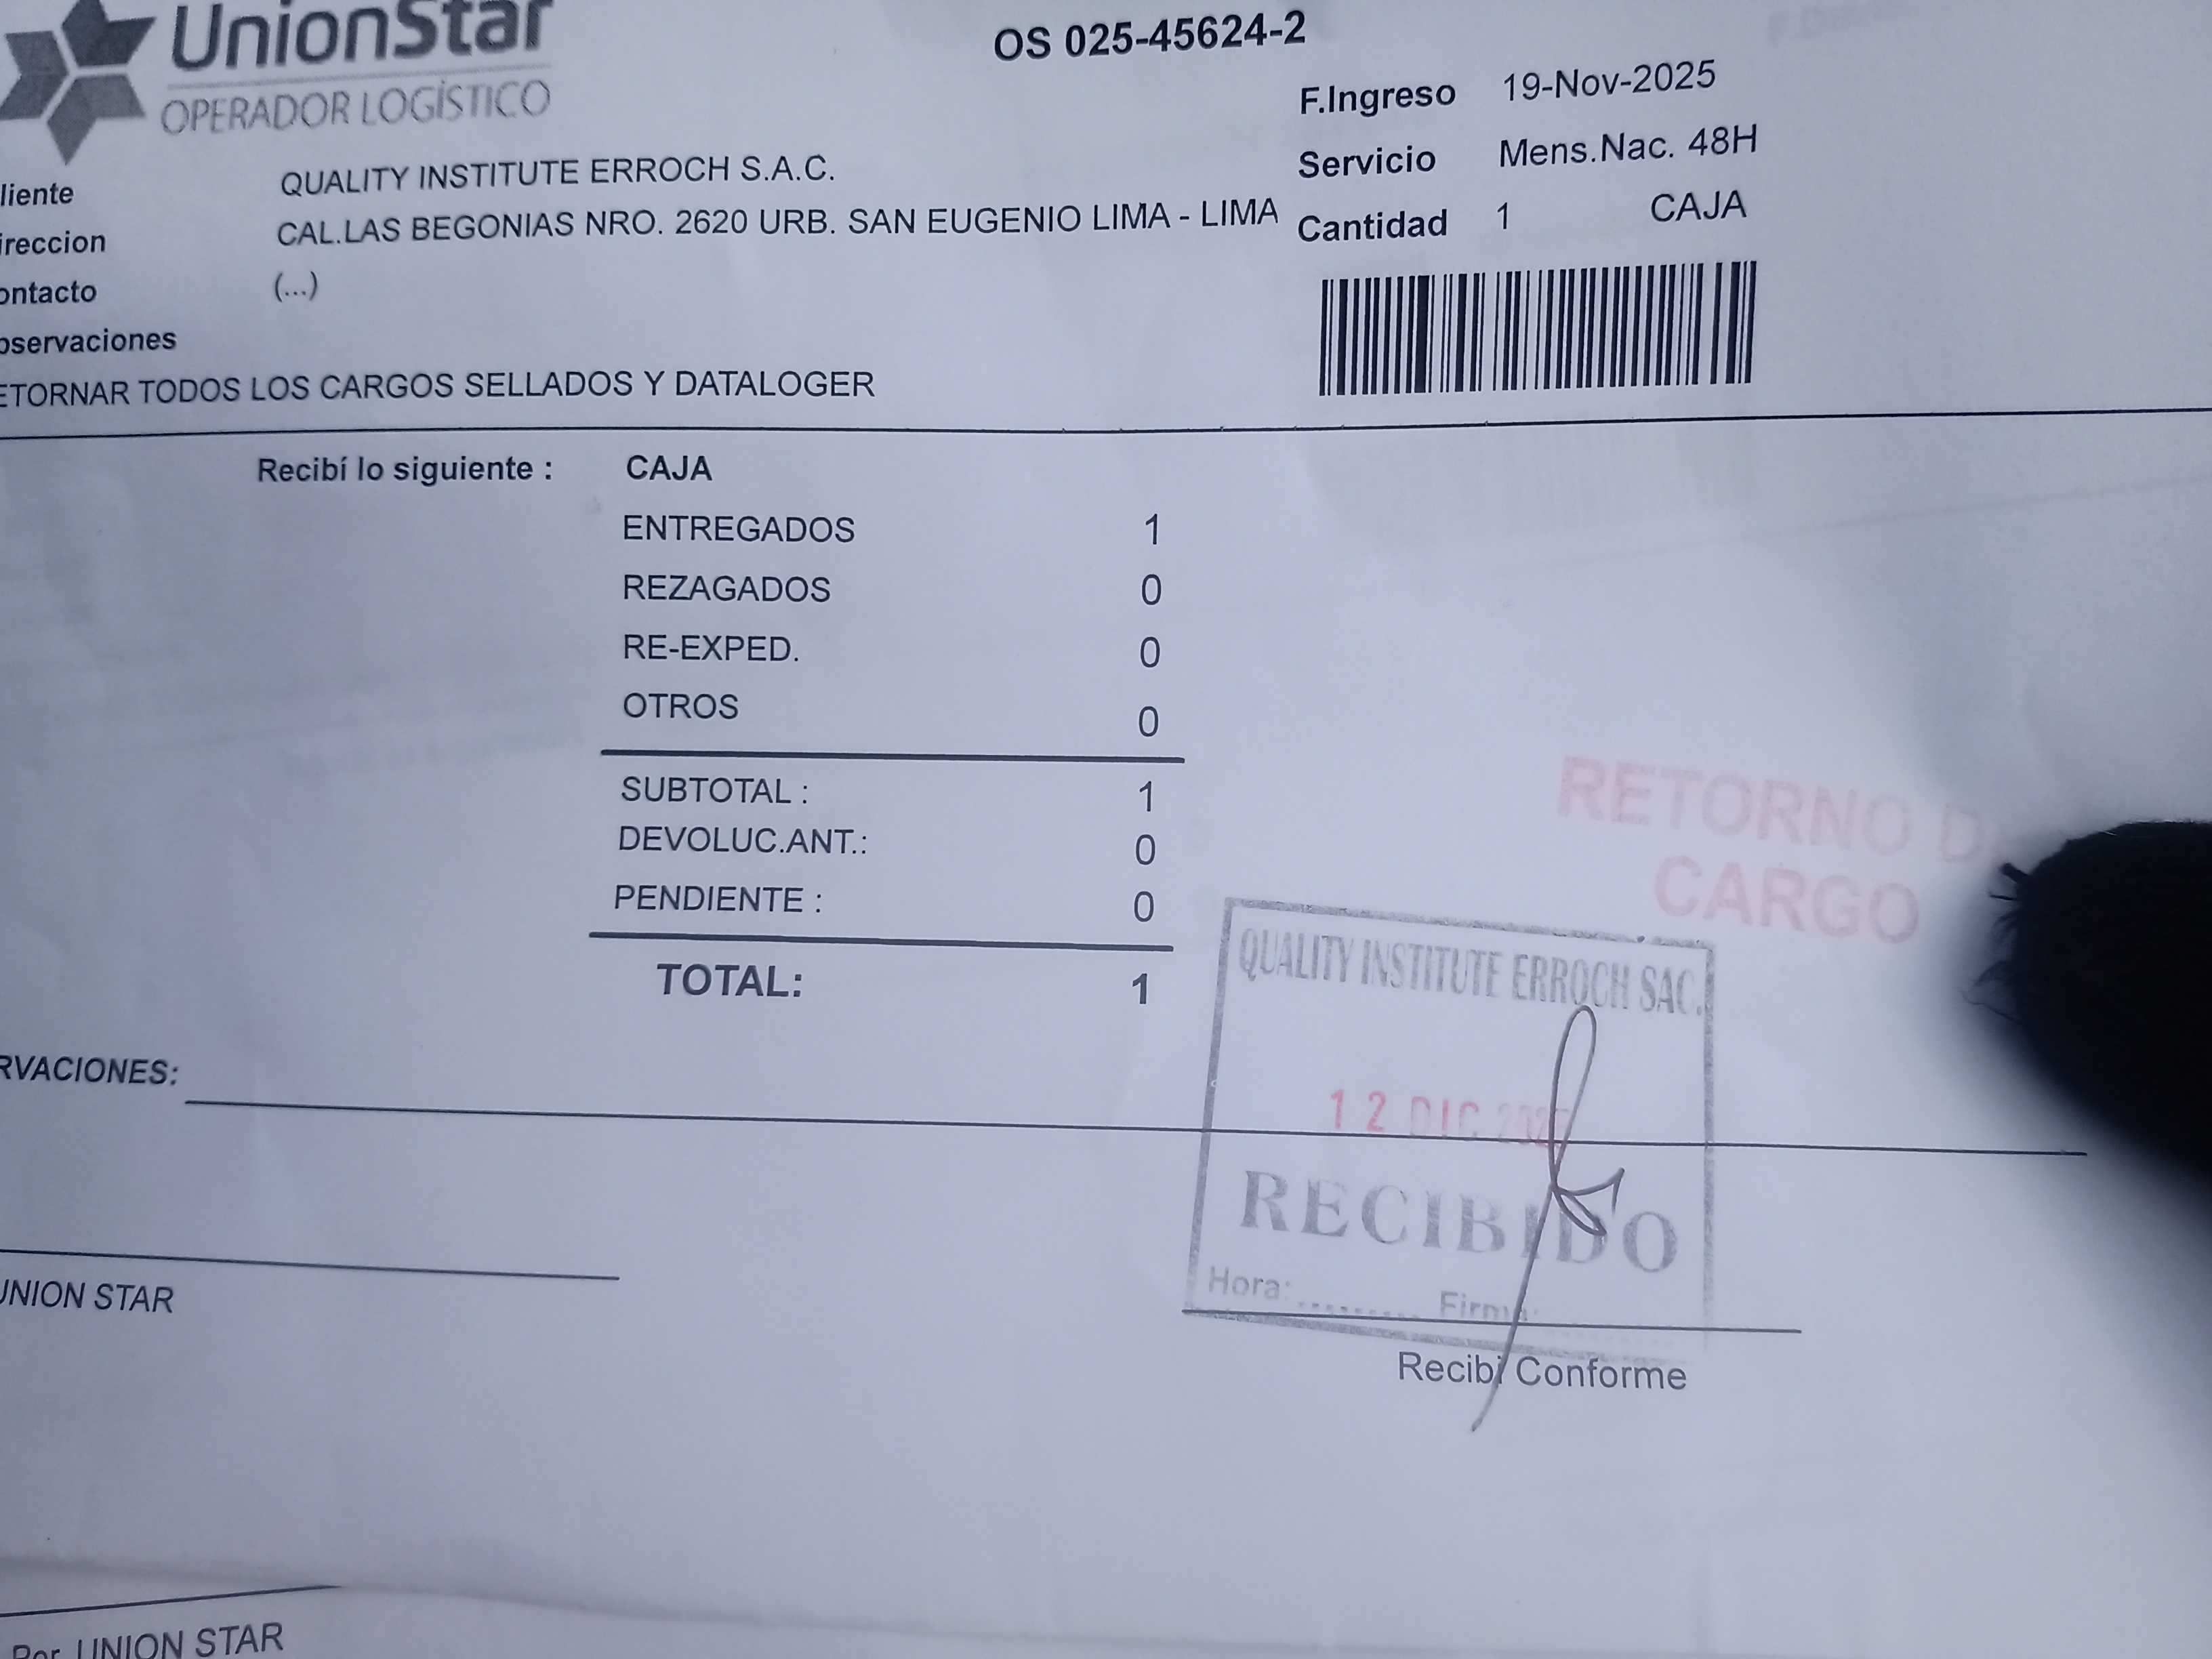 UnionStar
OPERADOR LOGÍSTICO
OS 025-45624-2
F.Ingreso 19-Nov-2025
Servicio Mens.Nac. 48H
Cantidad 1 CAJA
liente QUALITY INSTITUTE ERROCH S.A.C.
ireccion CAL.LAS BEGONIAS NRO. 2620 URB. SAN EUGENIO LIMA - LIMA
ontacto (...)
bservaciones
ETORNAR TODOS LOS CARGOS SELLADOS Y DATALOGER
Recibí lo siguiente : CAJA
ENTREGADOS 1
REZAGADOS 0
RE-EXPED. 0
OTROS 0
SUBTOTAL : 1
DEVOLUC.ANT.: 0
PENDIENTE : 0
TOTAL: 1
RETORNO D
CARGO
QUALITY INSTITUTE ERROCH SAC.
12 DIC
RECIBIDO
Hora: ........... Firma:
RVACIONES:
UNION STAR
Recibí Conforme
Por UNION STAR